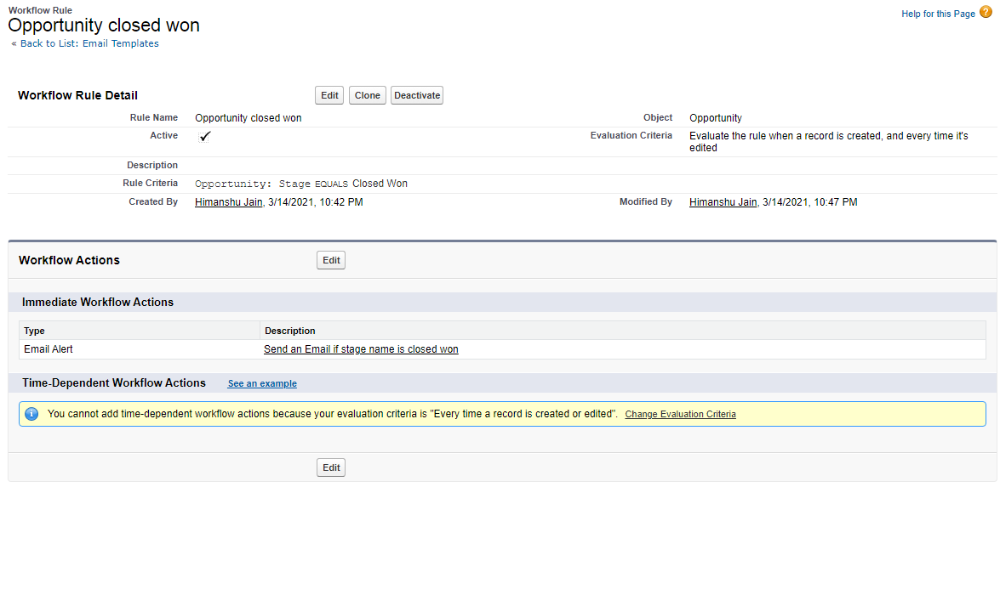 Workflow Rule
Opportunity closed won
« Back to List: Email Templates
Help for this Page ?
Workflow Rule Detail
Edit Clone Deactivate
Rule Name Opportunity closed won Object Opportunity
Active Evaluation Criteria Evaluate the rule when a record is created, and every time it's
edited
Description
Rule Criteria Opportunity: Stage EQUALS Closed Won
Created By Himanshu Jain, 3/14/2021, 10:42 PM Modified By Himanshu Jain, 3/14/2021, 10:47 PM
Workflow Actions Edit
Immediate Workflow Actions
Type Description
Email Alert Send an Email if stage name is closed won
Time-Dependent Workflow Actions See an example
i You cannot add time-dependent workflow actions because your evaluation criteria is "Every time a record is created or edited". Change Evaluation Criteria
Edit